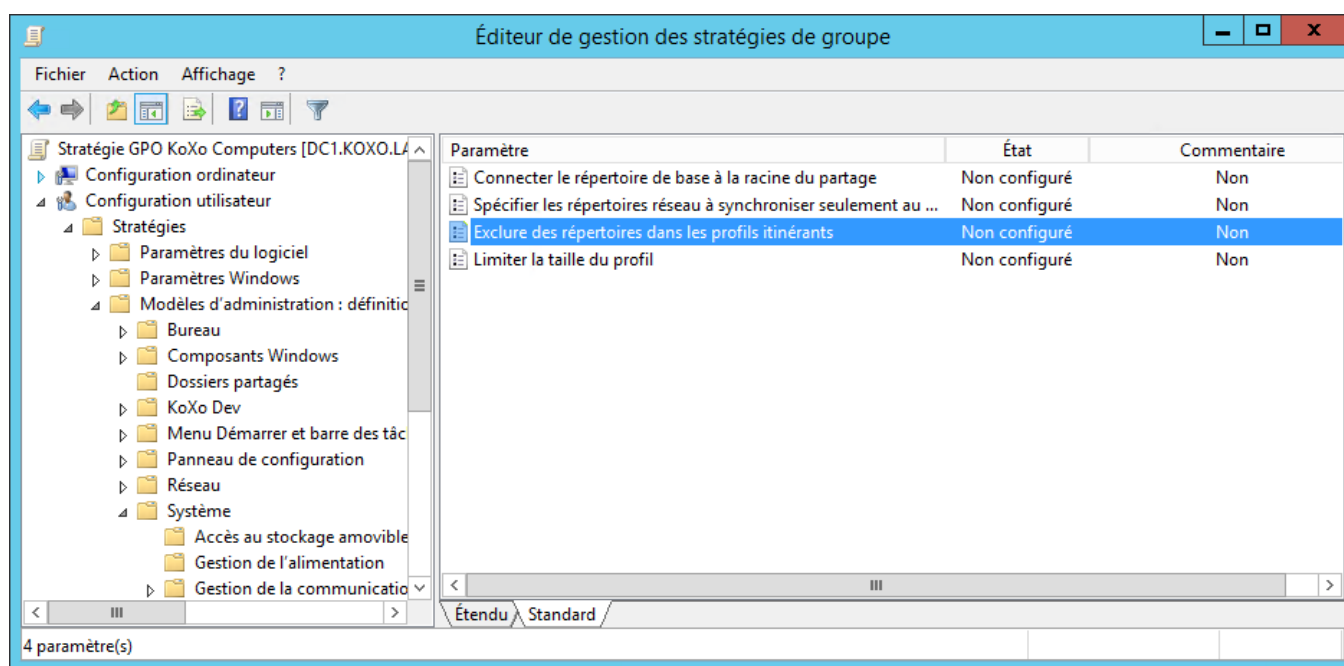 Éditeur de gestion des stratégies de groupe
Fichier Action Affichage ?
Stratégie GPO KoXo Computers [DC1.KOXO.LA
Configuration ordinateur
Configuration utilisateur
Stratégies
Paramètres du logiciel
Paramètres Windows
Modèles d'administration : définitic
Bureau
Composants Windows
Dossiers partagés
KoXo Dev
Menu Démarrer et barre des tâc
Panneau de configuration
Réseau
Système
Accès au stockage amovible
Gestion de l'alimentation
Gestion de la communicatio
Paramètre État Commentaire
Connecter le répertoire de base à la racine du partage Non configuré Non
Spécifier les répertoires réseau à synchroniser seulement au ... Non configuré Non
Exclure des répertoires dans les profils itinérants Non configuré Non
Limiter la taille du profil Non configuré Non
Étendu Standard
4 paramètre(s)